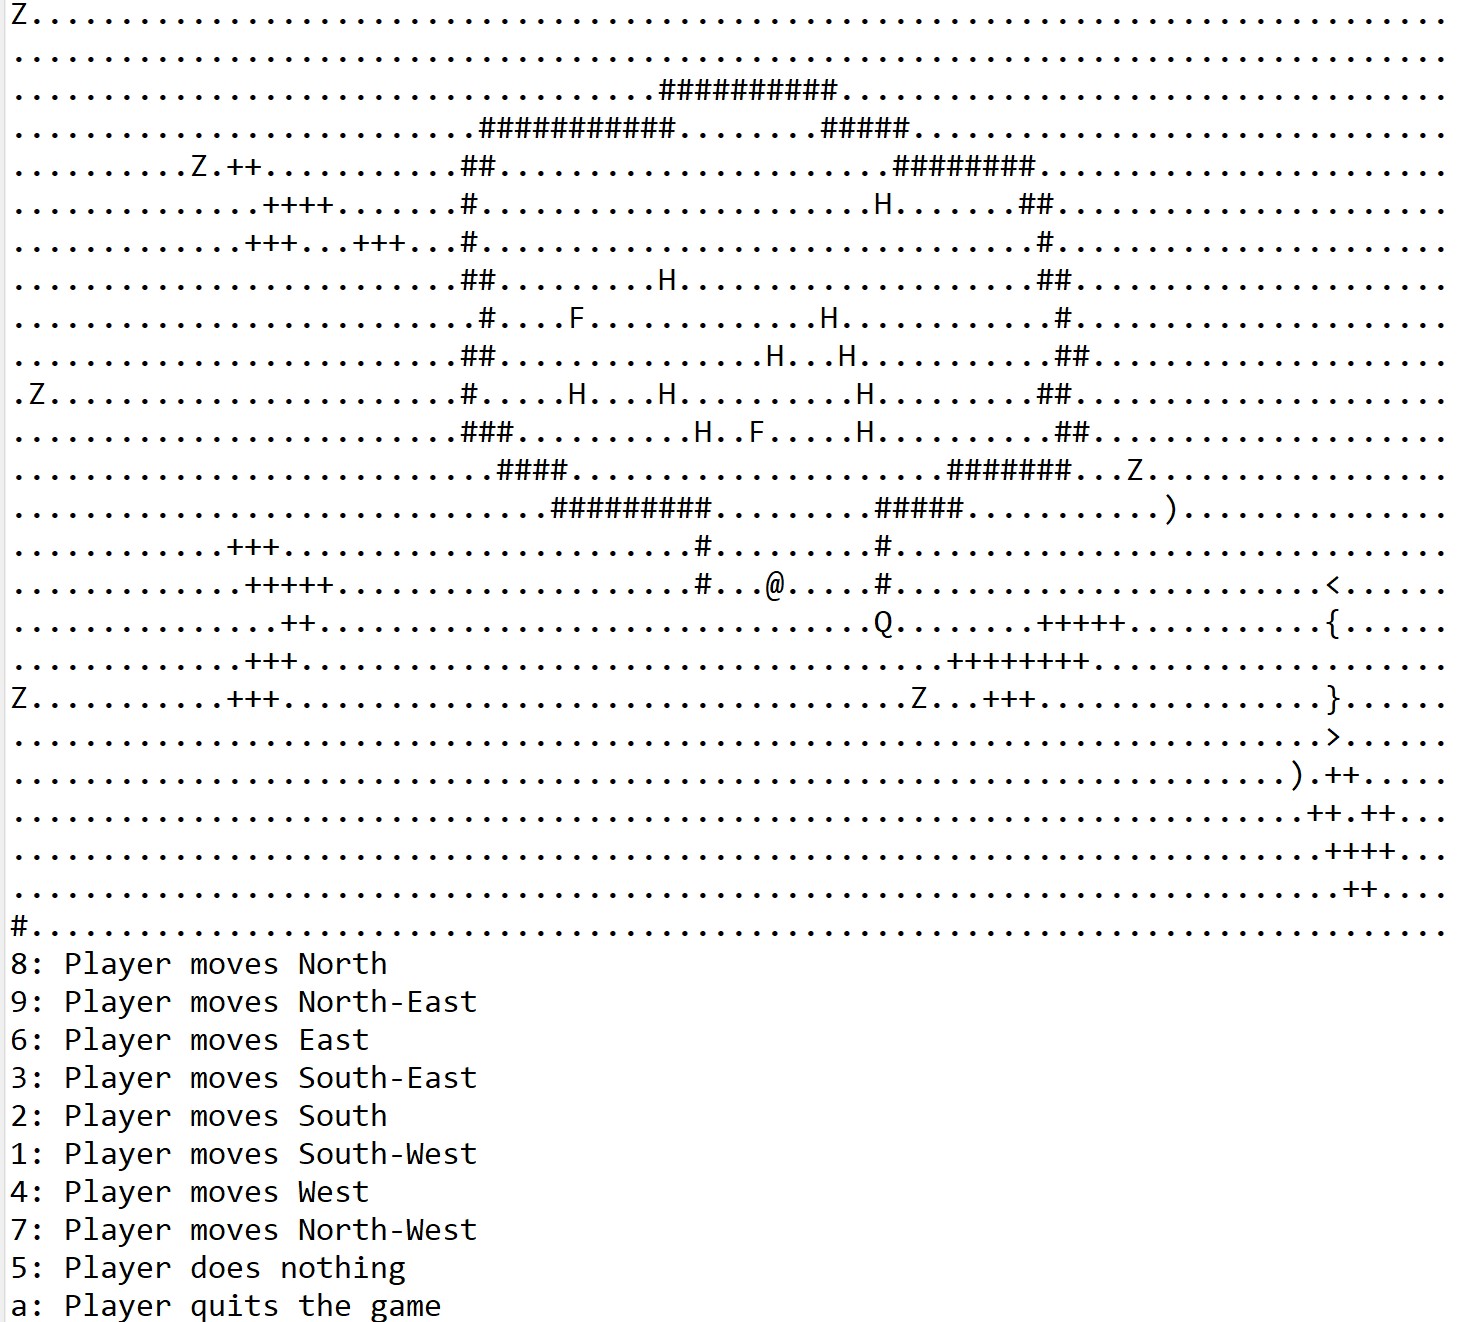 Z...............................................................................
................................................................................
....................................##########..................................
..........................###########........#####..............................
..........Z.++...........##......................########.......................
..............++++.......#......................H.......##......................
.............+++...+++...#...............................#......................
.........................##.........H....................##.....................
..........................#....F.............H............#.....................
.........................##...............H...H...........##....................
.Z.......................#.....H....H..........H.........##.....................
.........................###..........H..F.....H..........##....................
...........................####.....................#######...Z.................
..............................#########.........#####...........)...............
............+++.......................#.........#...............................
.............+++++....................#...@.....#........................<......
...............++...............................Q........+++++...........{......
.............+++....................................++++++++....................
Z...........+++...................................Z...+++................}......
.........................................................................>......
.......................................................................).++.....
........................................................................++.++...
.........................................................................++++...
..........................................................................++....
#...............................................................................
8: Player moves North
9: Player moves North-East
6: Player moves East
3: Player moves South-East
2: Player moves South
1: Player moves South-West
4: Player moves West
7: Player moves North-West
5: Player does nothing
a: Player quits the game